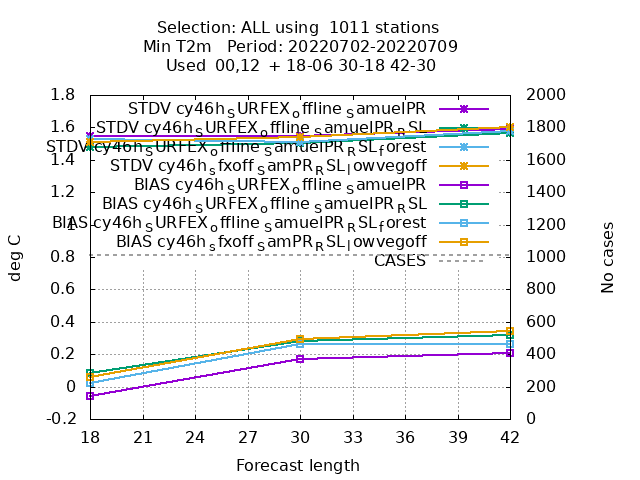 Selection: ALL using  1011 stations
Min T2m   Period: 20220702-20220709
Used  00,12  + 18-06 30-18 42-30
1.8
1.6
1.4
1.2
1
0.8
0.6
0.4
0.2
0
-0.2
2000
1800
1600
1400
1200
1000
800
600
400
200
0
deg C
No cases
STDV cy46h_SURFEX_offline_SamuelPR
STDV cy46h_SURFEX_offline_SamuelPR_RSL
STDV cy46h_SURFEX_offline_SamuelPR_RSL_forest
STDV cy46h_sfxoff_SamPR_RSL_lowvegoff
BIAS cy46h_SURFEX_offline_SamuelPR
BIAS cy46h_SURFEX_offline_SamuelPR_RSL
BIAS cy46h_SURFEX_offline_SamuelPR_RSL_forest
BIAS cy46h_sfxoff_SamPR_RSL_lowvegoff
CASES
18 21 24 27 30 33 36 39 42
Forecast length